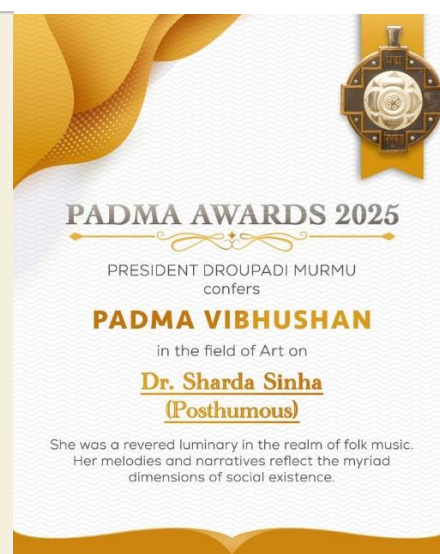 PADMA AWARDS 2025
PRESIDENT DROUPADI MURMU
confers
PADMA VIBHUSHAN
in the field of Art on
Dr. Sharda Sinha
(Posthumous)
She was a revered luminary in the realm of folk music.
Her melodies and narratives reflect the myriad
dimensions of social existence.